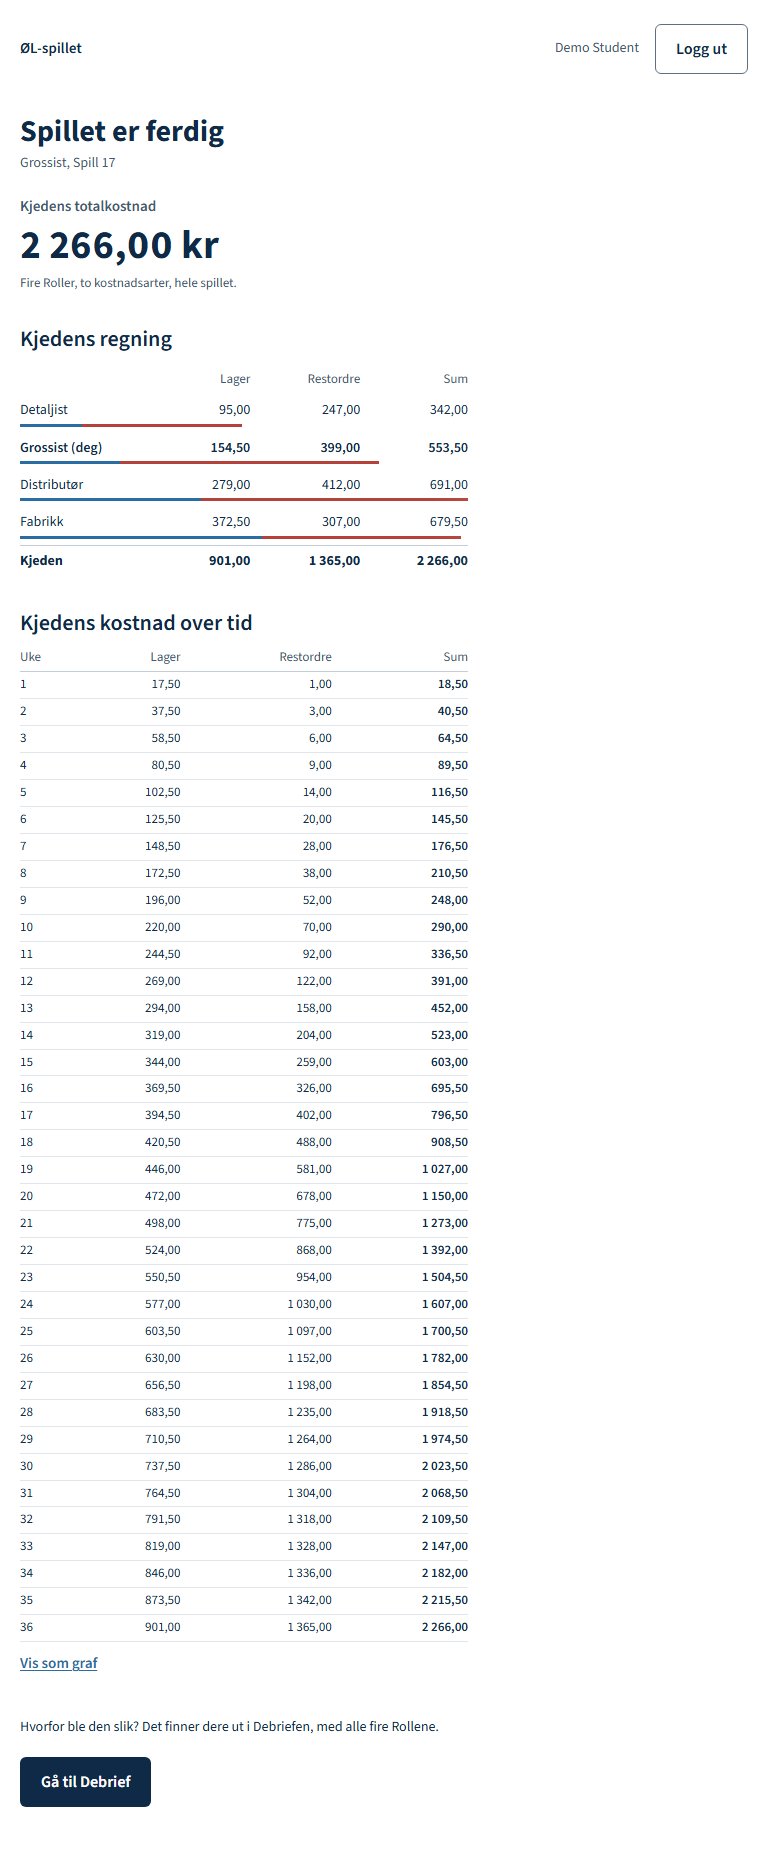 ØL-spillet
Demo Student
Logg ut
Spillet er ferdig
Grossist, Spill 17
Kjedens totalkostnad
2 266,00 kr
Fire Roller, to kostnadsarter, hele spillet.
Kjedens regning
Lager Restordre Sum
Detaljist 95,00 247,00 342,00
Grossist (deg) 154,50 399,00 553,50
Distributør 279,00 412,00 691,00
Fabrikk 372,50 307,00 679,50
Kjeden 901,00 1 365,00 2 266,00
Kjedens kostnad over tid
Uke Lager Restordre Sum
1 17,50 1,00 18,50
2 37,50 3,00 40,50
3 58,50 6,00 64,50
4 80,50 9,00 89,50
5 102,50 14,00 116,50
6 125,50 20,00 145,50
7 148,50 28,00 176,50
8 172,50 38,00 210,50
9 196,00 52,00 248,00
10 220,00 70,00 290,00
11 244,50 92,00 336,50
12 269,00 122,00 391,00
13 294,00 158,00 452,00
14 319,00 204,00 523,00
15 344,00 259,00 603,00
16 369,50 326,00 695,50
17 394,50 402,00 796,50
18 420,50 488,00 908,50
19 446,00 581,00 1 027,00
20 472,00 678,00 1 150,00
21 498,00 775,00 1 273,00
22 524,00 868,00 1 392,00
23 550,50 954,00 1 504,50
24 577,00 1 030,00 1 607,00
25 603,50 1 097,00 1 700,50
26 630,00 1 152,00 1 782,00
27 656,50 1 198,00 1 854,50
28 683,50 1 235,00 1 918,50
29 710,50 1 264,00 1 974,50
30 737,50 1 286,00 2 023,50
31 764,50 1 304,00 2 068,50
32 791,50 1 318,00 2 109,50
33 819,00 1 328,00 2 147,00
34 846,00 1 336,00 2 182,00
35 873,50 1 342,00 2 215,50
36 901,00 1 365,00 2 266,00
Vis som graf
Hvorfor ble den slik? Det finner dere ut i Debriefen, med alle fire Rollene.
Gå til Debrief